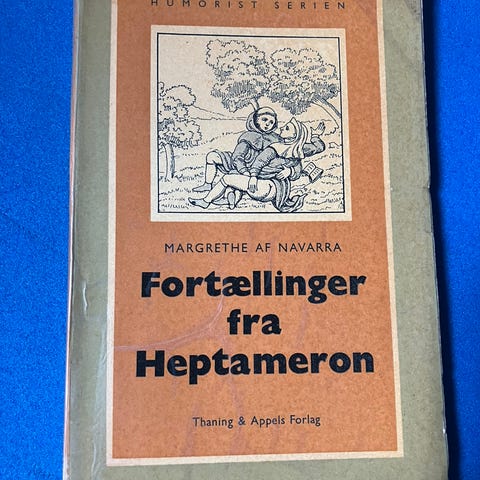 HUMORIST SERIEN
MARGRETHE AF NAVARRA
Fortællinger
fra
Heptameron
Thaning & Appels Forlag